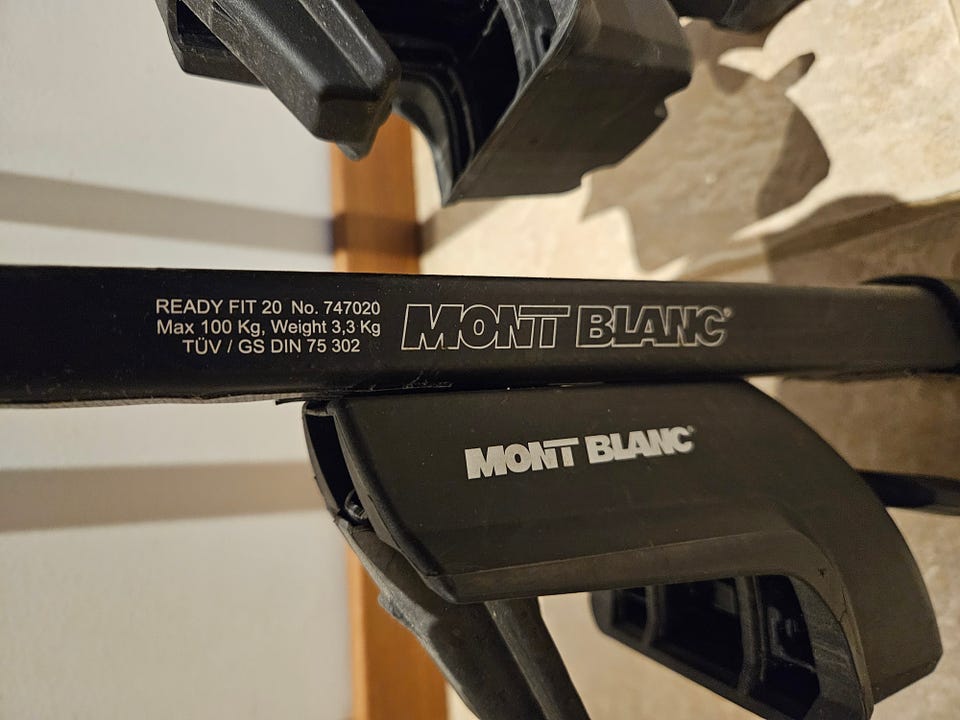 READY FIT 20 No. 747020
Max 100 Kg, Weight 3,3 Kg
TÜV / GS DIN 75 302
MONT BLANC®
MONT BLANC®